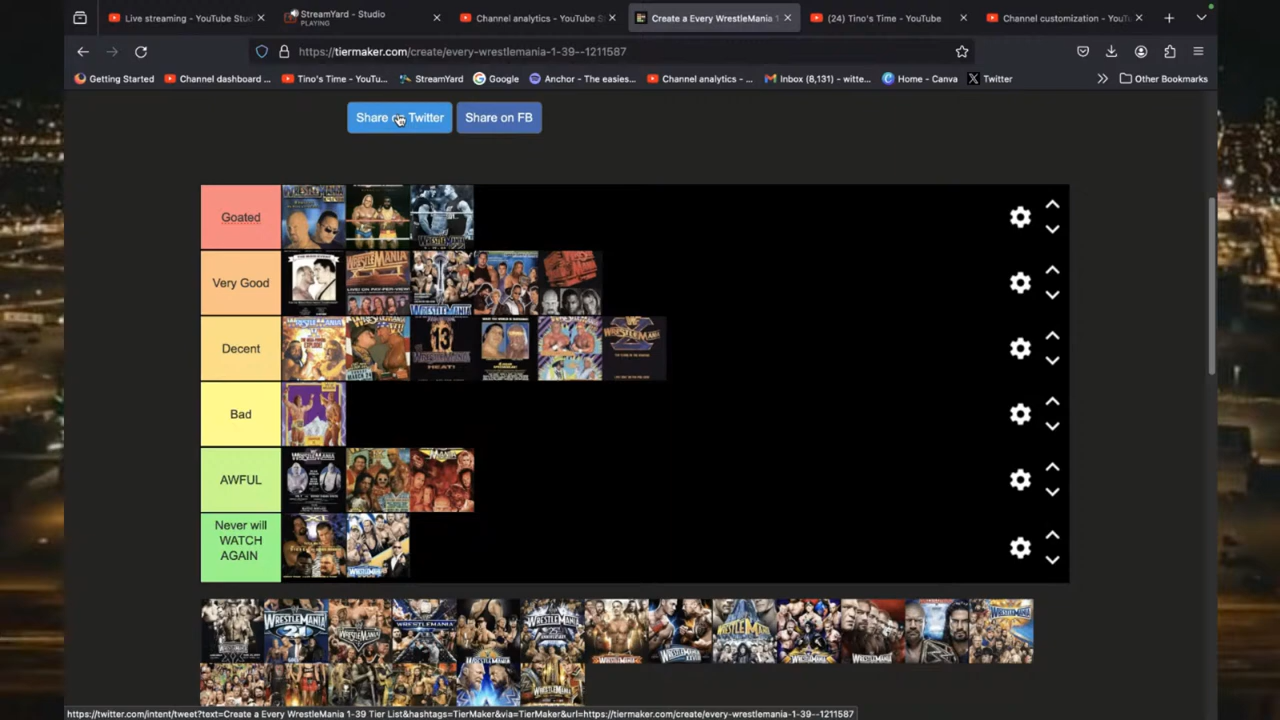 Live streaming - YouTube Stu
StreamYard - Studio
PLAYING
Channel analytics - YouTube S
Create a Every WrestleMania 1
(24) Tino's Time - YouTube
Channel customization - YouTu
https://tiermaker.com/create/every-wrestlemania-1-39--1211587
Getting Started
Channel dashboard ...
Tino's Time - YouTu...
StreamYard
Google
Anchor - The easies...
Channel analytics - ...
Inbox (8,131) - witte...
Home - Canva
Twitter
Other Bookmarks
Share on Twitter
Share on FB
Goated
Very Good
Decent
13
Bad
AWFUL
Never will
WATCH
AGAIN
21
https://twitter.com/intent/tweet?text=Create a Every WrestleMania 1-39 Tier List&hashtags=TierMaker&via=TierMaker&url=https://tiermaker.com/create/every-wrestlemania-1-39--1211587